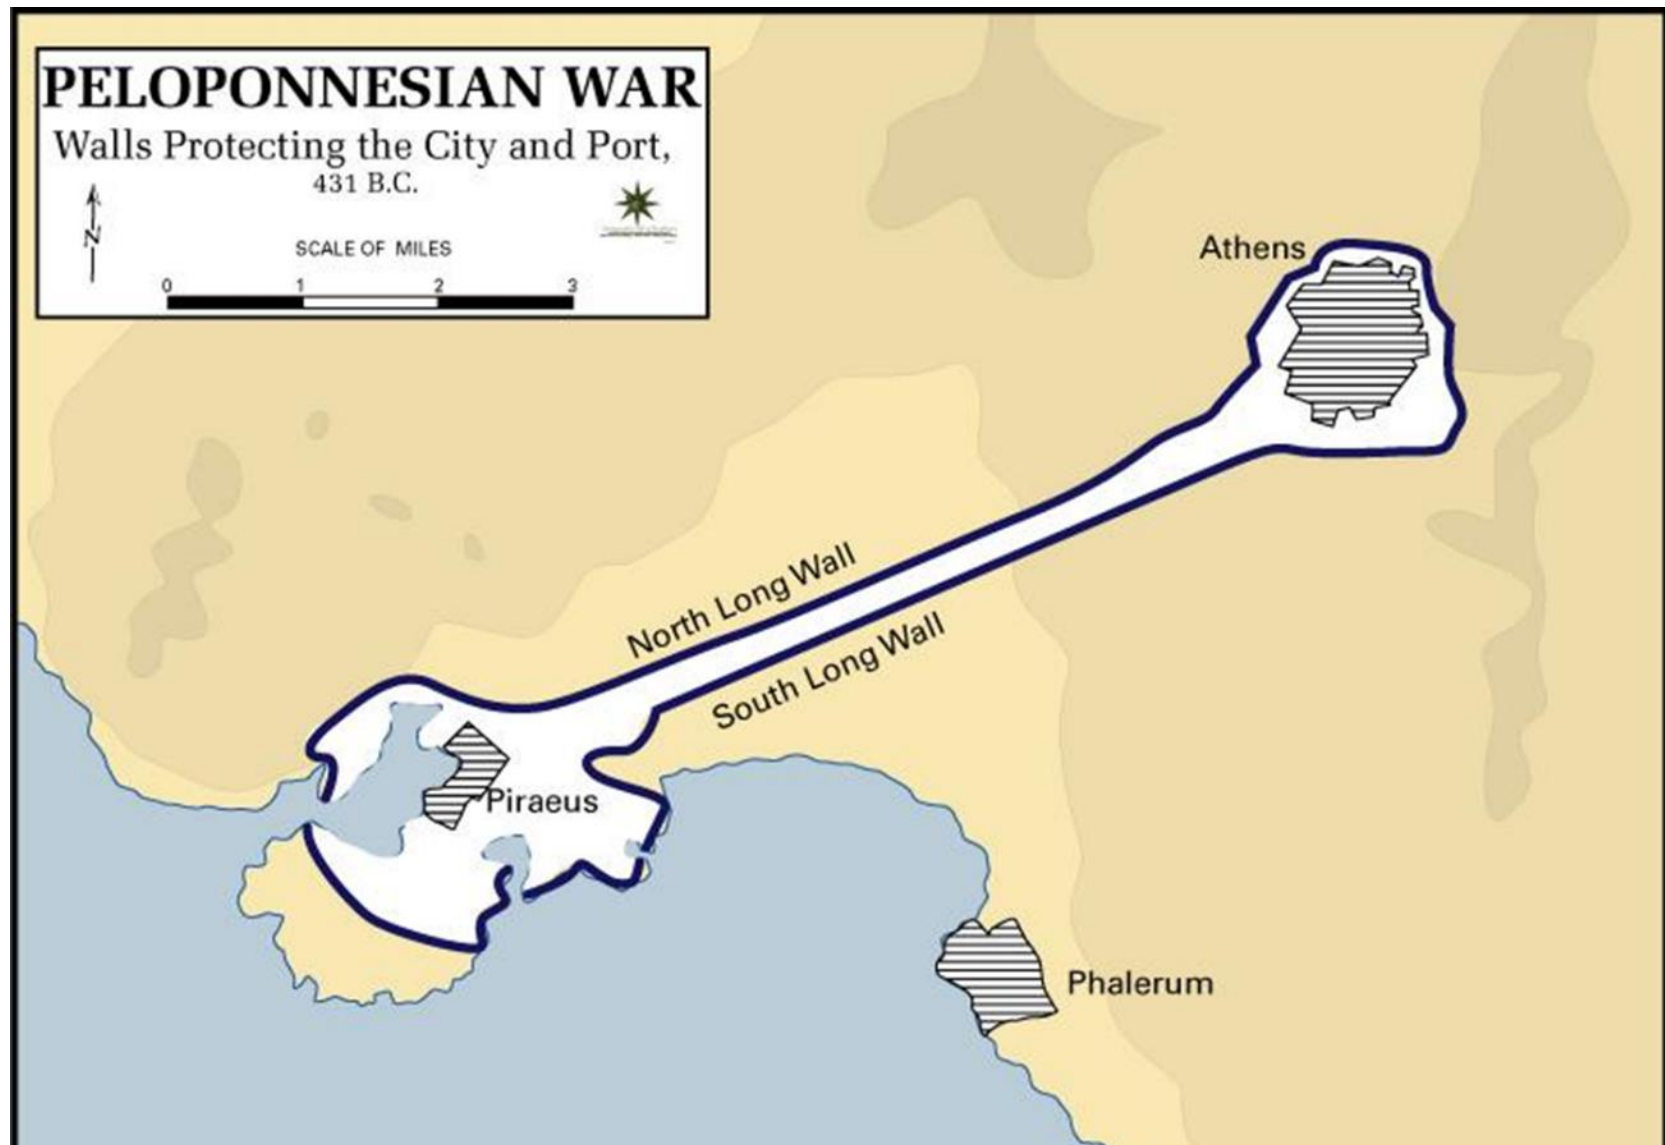 PELOPONNESIAN WAR
Walls Protecting the City and Port,
431 B.C.
N
SCALE OF MILES
0 1 2 3
Athens
North Long Wall
South Long Wall
Piraeus
Phalerum